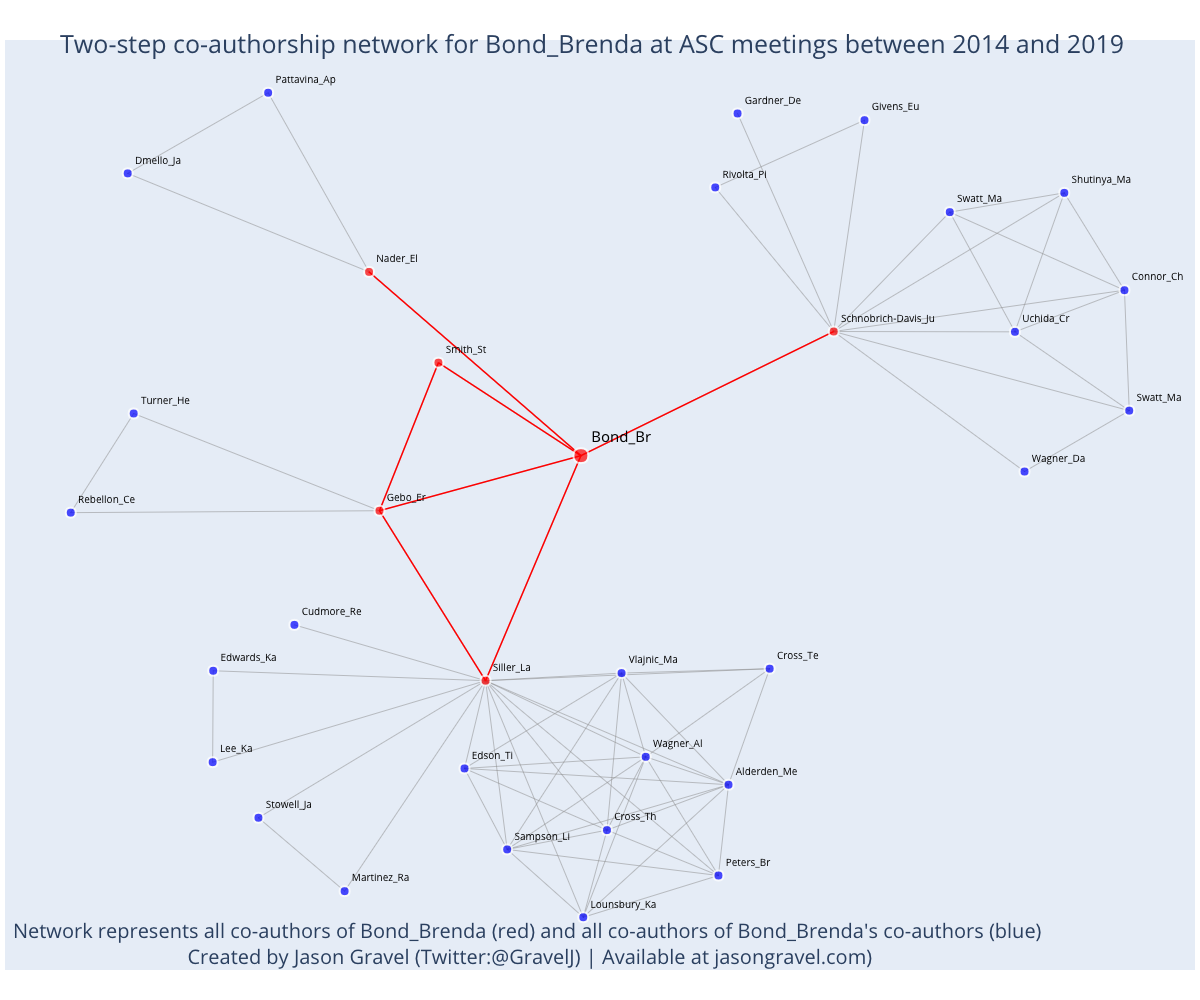 Two-step co-authorship network for Bond_Brenda at ASC meetings between 2014 and 2019
Pattavina_Ap
Gardner_De
Givens_Eu
Dmello_Ja
Rivolta_Pi
Shutinya_Ma
Swatt_Ma
Nader_El
Connor_Ch
Schnobrich-Davis_Ju
Uchida_Cr
Smith_St
Turner_He
Swatt_Ma
Bond_Br
Wagner_Da
Rebellon_Ce
Gebo_Er
Cudmore_Re
Edwards_Ka
Siller_La
Vlajnic_Ma
Cross_Te
Lee_Ka
Edson_Ti
Wagner_Al
Alderden_Me
Stowell_Ja
Cross_Th
Sampson_Li
Martinez_Ra
Peters_Br
Lounsbury_Ka
Network represents all co-authors of Bond_Brenda (red) and all co-authors of Bond_Brenda's co-authors (blue)
Created by Jason Gravel (Twitter:@GravelJ) | Available at jasongravel.com)